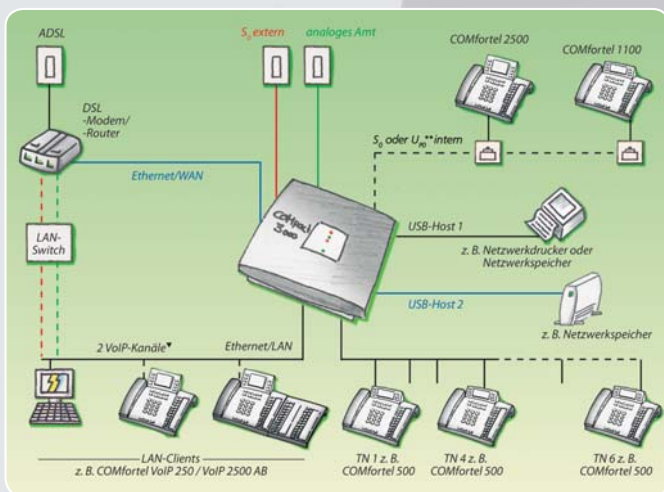 ADSL
S₀ extern
analoges Amt
COMfortel 2500
COMfortel 1100
DSL
-Modem/
-Router
S₀ oder Uₚ₀** intern
Ethernet/WAN
COMpact
3000
USB-Host 1
LAN-
Switch
z. B. Netzwerkdrucker oder
Netzwerkspeicher
USB-Host 2
2 VoIP-Kanäle▼
Ethernet/LAN
z. B. Netzwerkspeicher
LAN-Clients
z. B. COMfortel VoIP 250 / VoIP 2500 AB
TN 1 z. B.
COMfortel 500
TN 4 z. B.
COMfortel 500
TN 6 z. B.
COMfortel 500